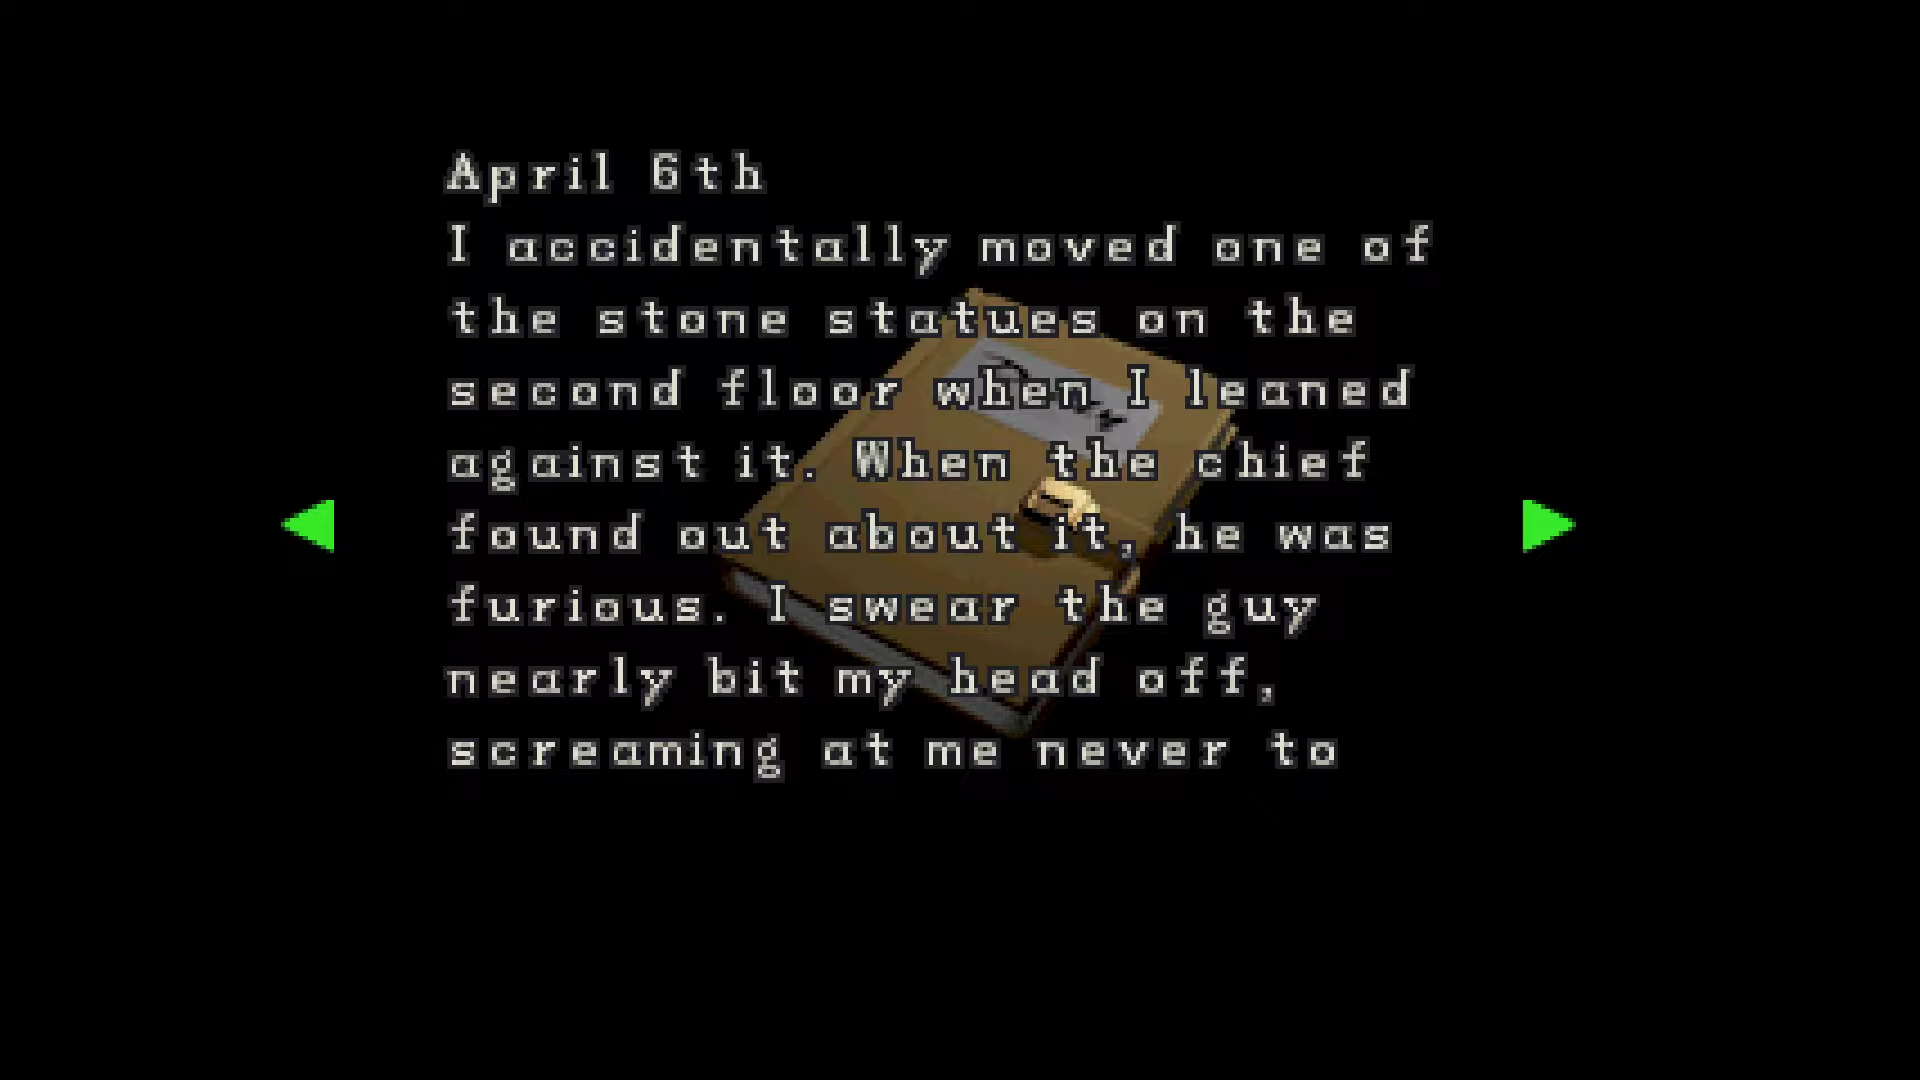 April 6th
I accidentally moved one of
the stone statues on the
second floor when I leaned
against it. When the chief
found out about it, he was
furious. I swear the guy
nearly bit my head off,
screaming at me never to